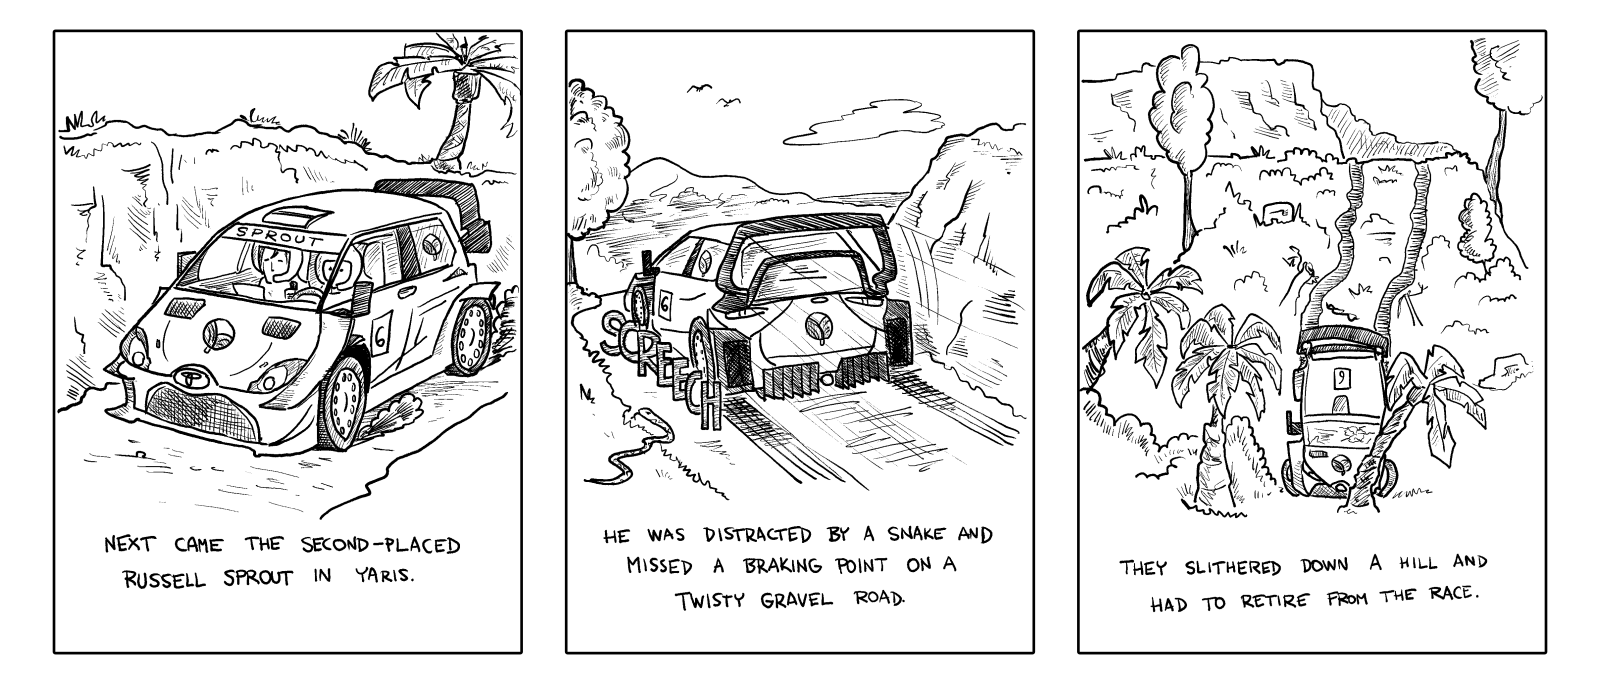 SPROUT
6
NEXT CAME THE SECOND-PLACED
RUSSELL SPROUT IN YARIS.
6
SCREECH
HE WAS DISTRACTED BY A SNAKE AND
MISSED A BRAKING POINT ON A
TWISTY GRAVEL ROAD.
6
THEY SLITHERED DOWN A HILL AND
HAD TO RETIRE FROM THE RACE.